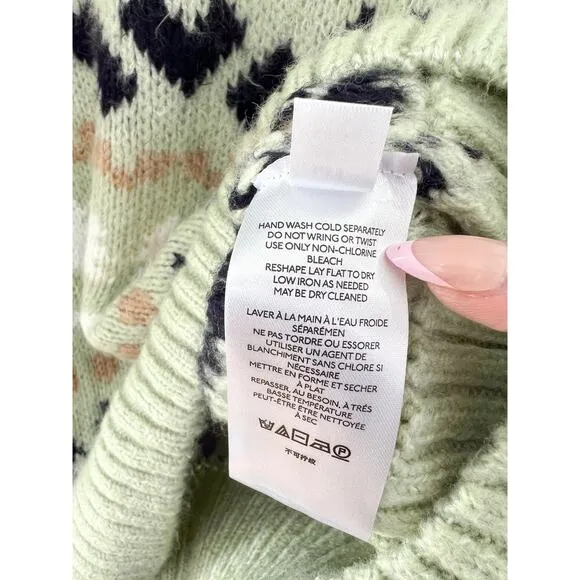 HAND WASH COLD SEPARATELY
DO NOT WRING OR TWIST
USE ONLY NON-CHLORINE
BLEACH
RESHAPE LAY FLAT TO DRY
LOW IRON AS NEEDED
MAY BE DRY CLEANED
LAVER À LA MAIN À L'EAU FROIDE
SÉPARÉMEN
NE PAS TORDRE OU ESSORER
UTILISER UN AGENT DE
BLANCHIMENT SANS CHLORE SI
NÉCESSAIRE
METTRE EN FORME ET SECHER
À PLAT
REPASSER, AU BESOIN, À TRÉS
BASSE TEMPÉRATURE
PEUT-ÊTRE ÊTRE NETTOYÉE
À SEC
P
不可拧绞